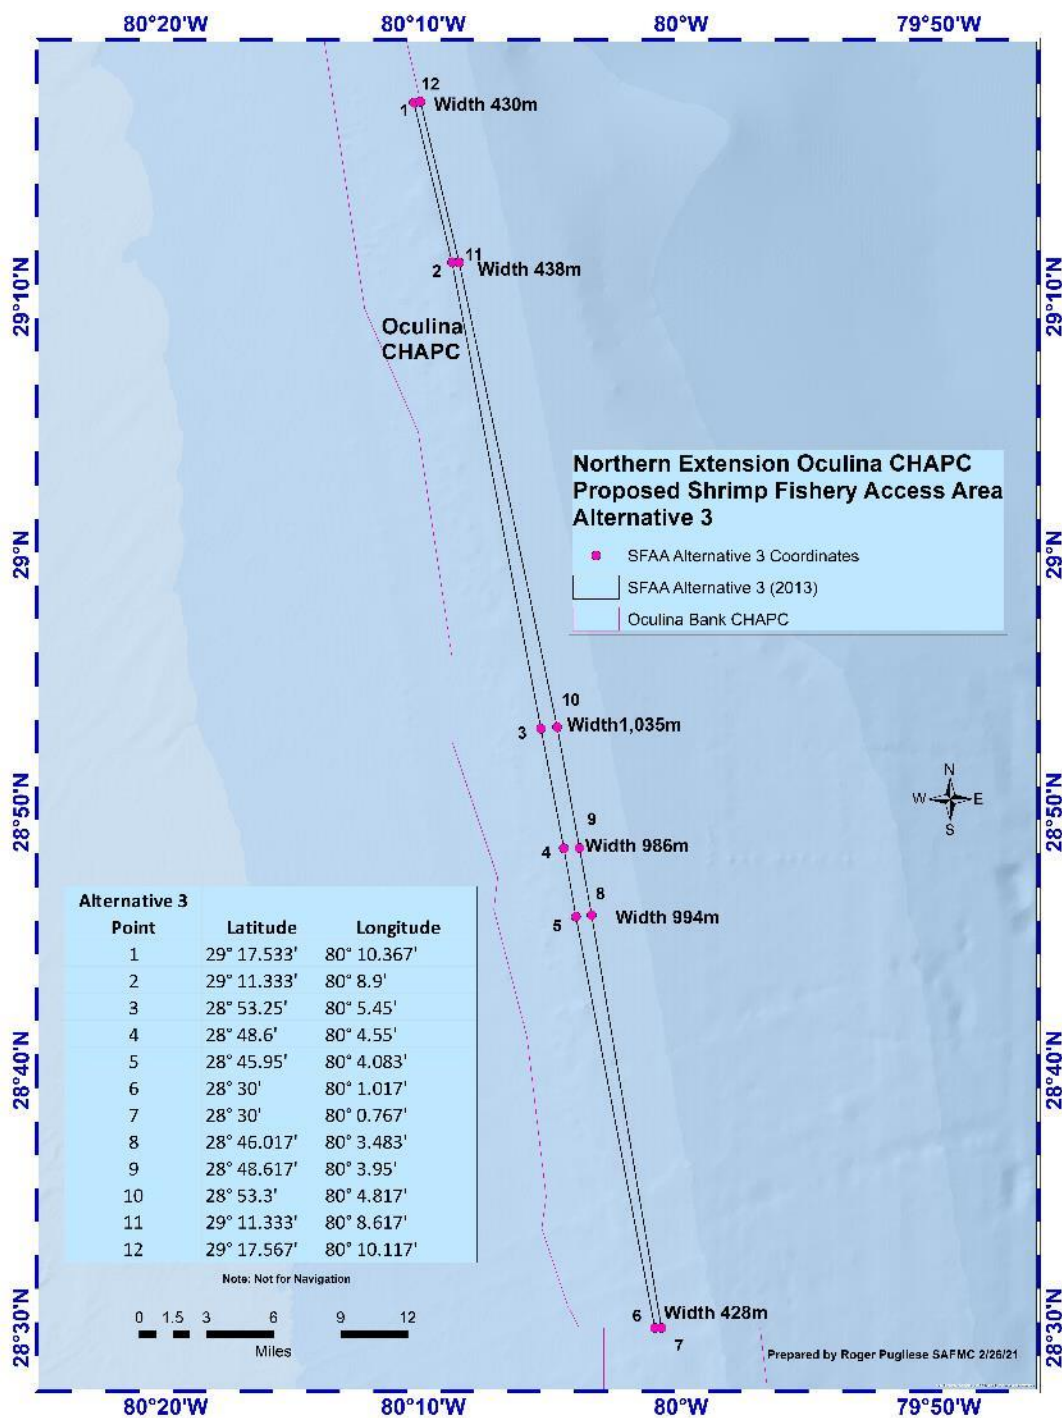 80°20'W 80°10'W 80°W 79°50'W
12
1 Width 430m
11
2 Width 438m
29°10'N 29°10'N
Oculina
CHAPC
Northern Extension Oculina CHAPC
Proposed Shrimp Fishery Access Area
Alternative 3
SFAA Alternative 3 Coordinates
SFAA Alternative 3 (2013)
Oculina Bank CHAPC
29°N 29°N
10
3 Width1,035m
N
W E
S
28°50'N 28°50'N
9
4 Width 986m
8
5 Width 994m
Alternative 3
Point Latitude Longitude
1 29° 17.533' 80° 10.367'
2 29° 11.333' 80° 8.9'
3 28° 53.25' 80° 5.45'
4 28° 48.6' 80° 4.55'
5 28° 45.95' 80° 4.083'
6 28° 30' 80° 1.017'
7 28° 30' 80° 0.767'
8 28° 46.017' 80° 3.483'
9 28° 48.617' 80° 3.95'
10 28° 53.3' 80° 4.817'
11 29° 11.333' 80° 8.617'
12 29° 17.567' 80° 10.117'
28°40'N 28°40'N
Note: Not for Navigation
0 1.5 3 6 9 12
Miles
6 Width 428m
7
28°30'N 28°30'N
Prepared by Roger Pugliese SAFMC 2/26/21
80°20'W 80°10'W 80°W 79°50'W